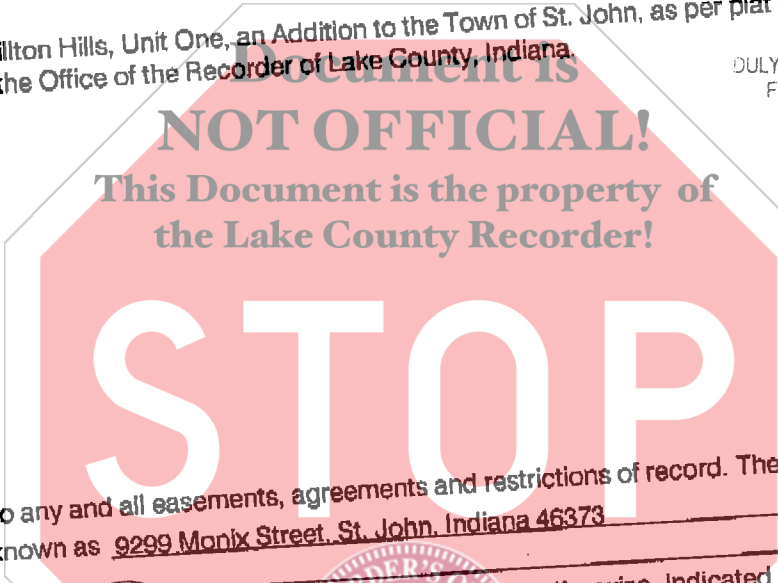 illton Hills, Unit One, an Addition to the Town of St. John, as per plat
the Office of the Recorder of Lake County, Indiana.
DULY
F
Document is
NOT OFFICIAL!
This Document is the property of
the Lake County Recorder!
STOP
o any and all easements, agreements and restrictions of record. The
known as 9299 Monix Street, St. John, Indiana 46373
DER'S O
Indicated